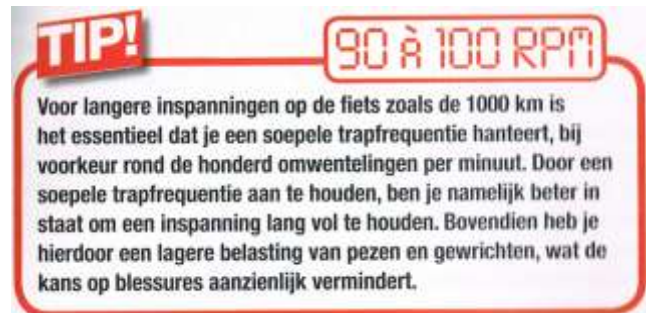 TIP!
90 à 100 RPM
Voor langere inspanningen op de fiets zoals de 1000 km is
het essentieel dat je een soepele trapfrequentie hanteert, bij
voorkeur rond de honderd omwentelingen per minuut. Door een
soepele trapfrequentie aan te houden, ben je namelijk beter in
staat om een inspanning lang vol te houden. Bovendien heb je
hierdoor een lagere belasting van pezen en gewrichten, wat de
kans op blessures aanzienlijk vermindert.